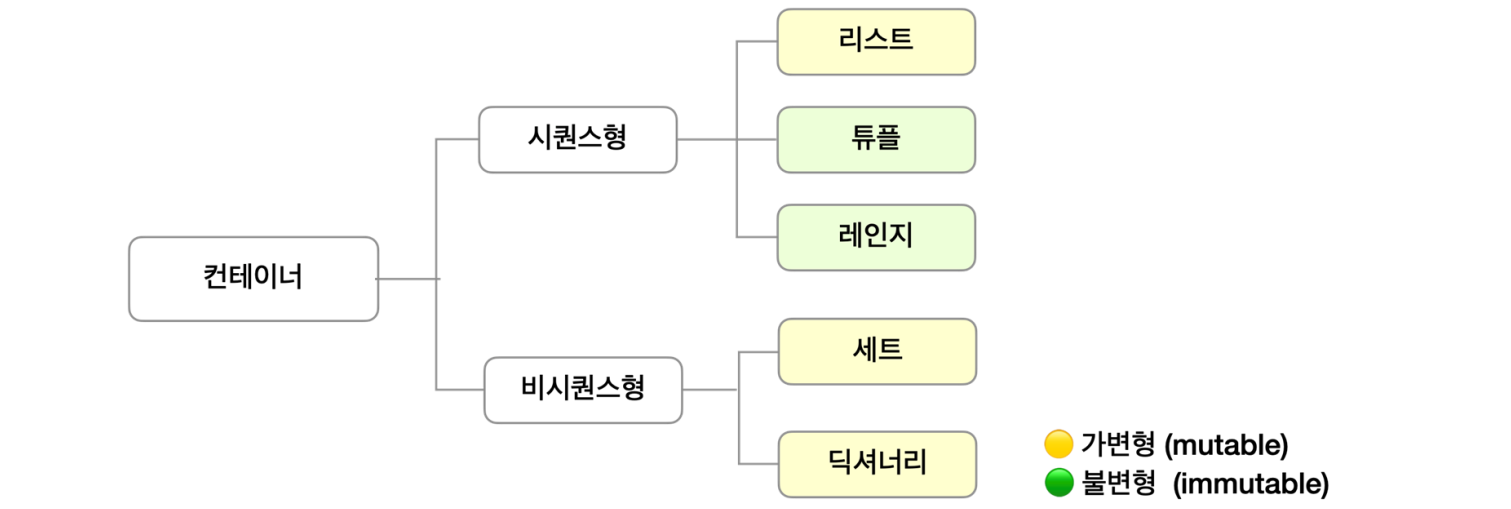 컨테이너
시퀀스형
리스트
튜플
레인지
비시퀀스형
세트
딕셔너리
가변형 (mutable)
불변형 (immutable)